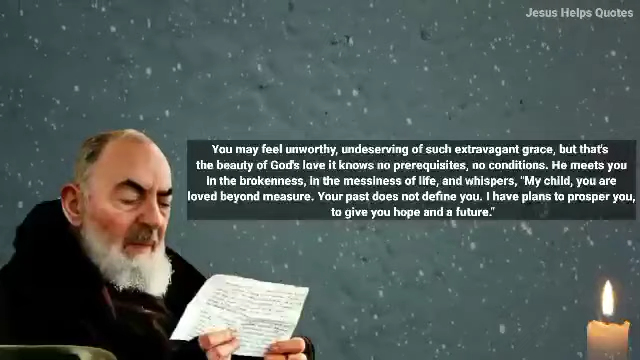 Jesus Helps Quotes
You may feel unworthy, undeserving of such extravagant grace, but that's
the beauty of God's love it knows no prerequisites, no conditions. He meets you
in the brokenness, in the messiness of life, and whispers, "My child, you are
loved beyond measure. Your past does not define you. I have plans to prosper you,
to give you hope and a future."